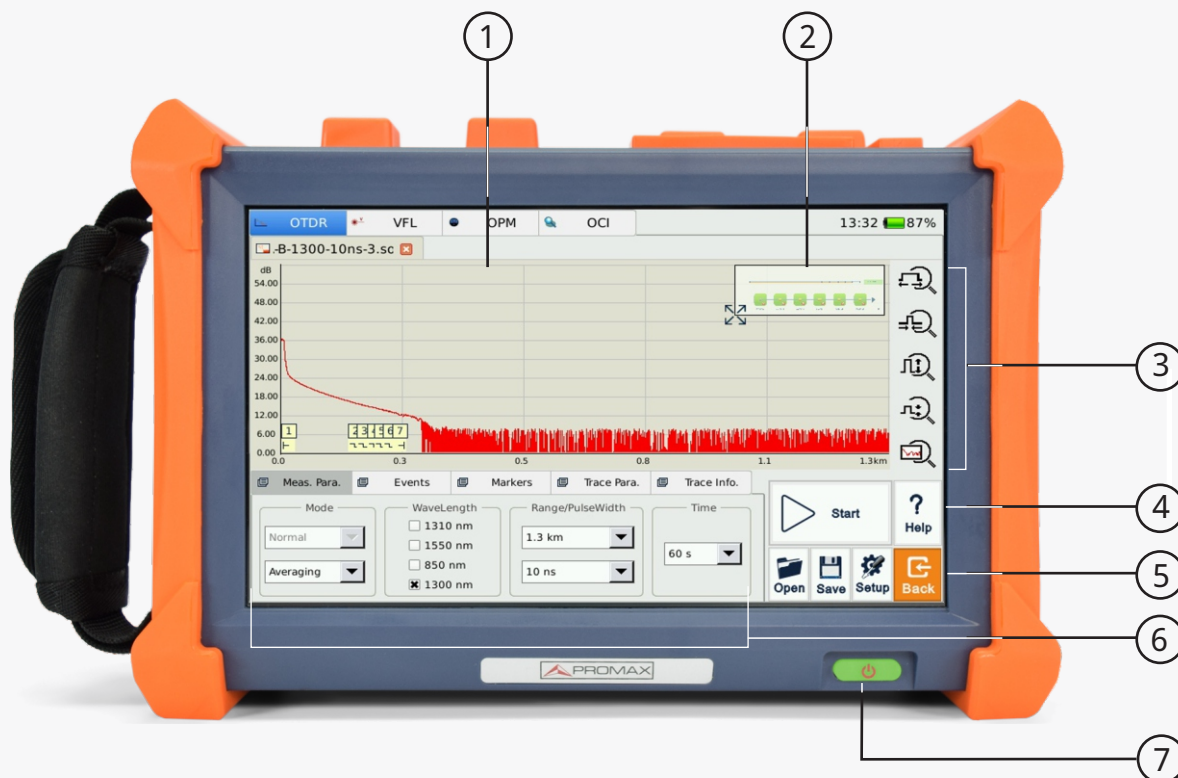 1
2
OTDR VFL OPM OCI 13:32 87%
.-B-1300-10ns-3.sc
dB
54.00
48.00
42.00
36.00
30.00
24.00
18.00
12.00
6.00
0.00
1 2 3 4 5 6 7
0.0 0.3 0.5 0.8 1.1 1.3km
3
Meas. Para. Events Markers Trace Para. Trace Info.
Mode WaveLength Range/PulseWidth Time
Normal
Averaging
1310 nm
1550 nm
850 nm
1300 nm
1.3 km
10 ns
60 s
Start
? Help
4
Open Save Setup Back
5
6
PROMAX
7